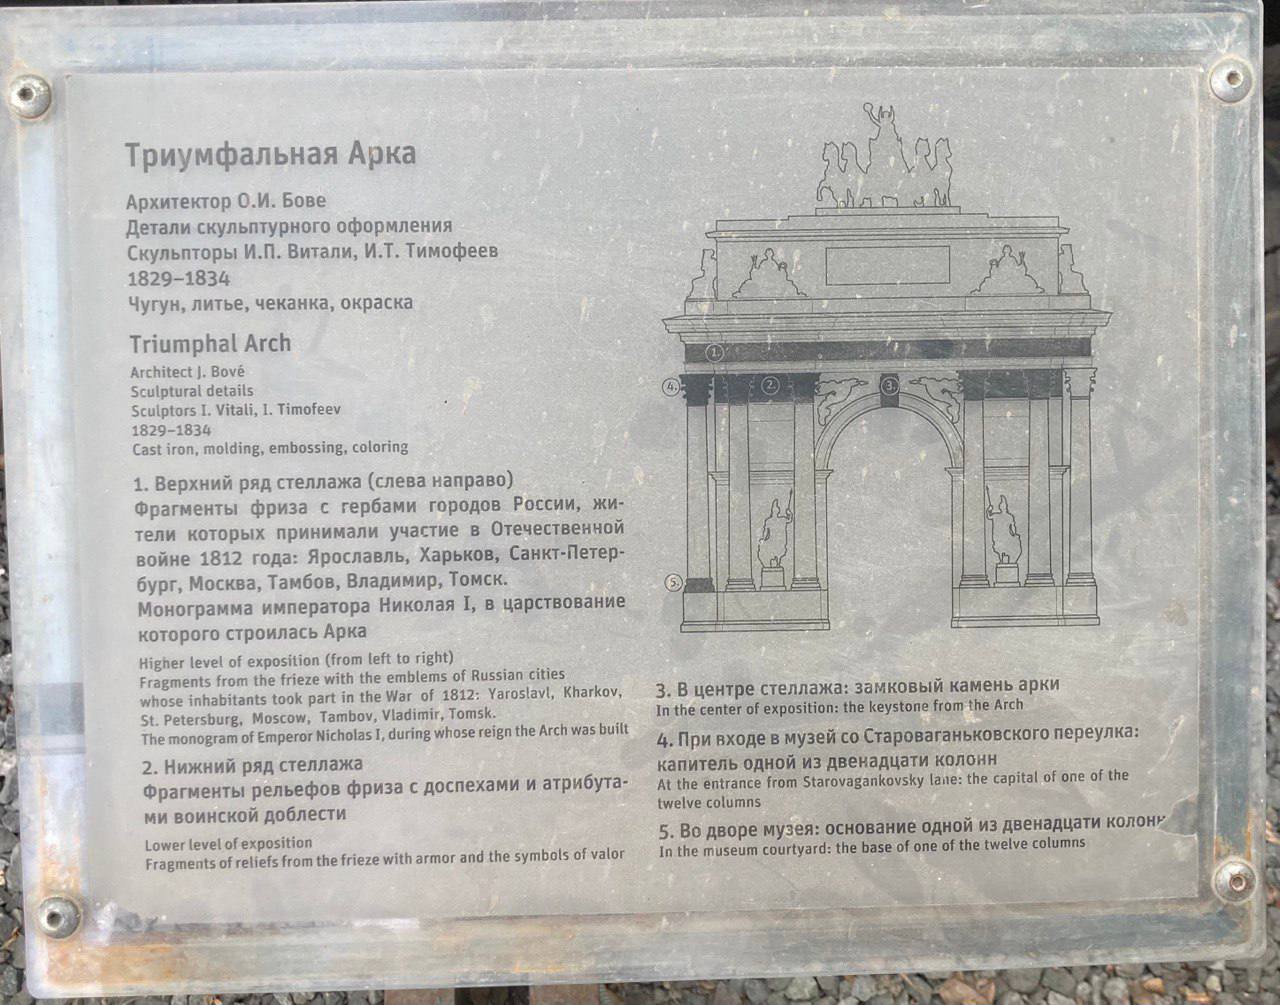 Триумфальная Арка
Архитектор О.И. Бове
Детали скульптурного оформления
Скульпторы И.П. Витали, И.Т. Тимофеев
1829–1834
Чугун, литье, чеканка, окраска
Triumphal Arch
Architect J. Bové
Sculptural details
Sculptors I. Vitali, I. Timofeev
1829–1834
Cast iron, molding, embossing, coloring
1. Верхний ряд стеллажа (слева направо)
Фрагменты фриза с гербами городов России, жи-
тели которых принимали участие в Отечественной
войне 1812 года: Ярославль, Харьков, Санкт-Петер-
бург, Москва, Тамбов, Владимир, Томск.
Монограмма императора Николая I, в царствование
которого строилась Арка
Higher level of exposition (from left to right)
Fragments from the frieze with the emblems of Russian cities
whose inhabitants took part in the War of 1812: Yaroslavl, Kharkov,
St. Petersburg, Moscow, Tambov, Vladimir, Tomsk.
The monogram of Emperor Nicholas I, during whose reign the Arch was built
2. Нижний ряд стеллажа
Фрагменты рельефов фриза с доспехами и атрибута-
ми воинской доблести
Lower level of exposition
Fragments of reliefs from the frieze with armor and the symbols of valor
1.
4.
2.
3.
5.
3. В центре стеллажа: замковый камень арки
In the center of exposition: the keystone from the Arch
4. При входе в музей со Староваганьковского переулка:
капитель одной из двенадцати колонн
At the entrance from Starovagankovsky lane: the capital of one of the
twelve columns
5. Во дворе музея: основание одной из двенадцати колонн
In the museum courtyard: the base of one of the twelve columns